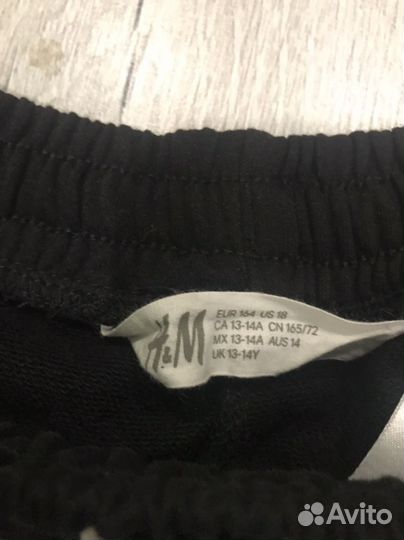 H&M
EUR 164 US 18
CA 13-14A CN 165/72
MX 13-14A AUS 14
UK 13-14Y
Avito